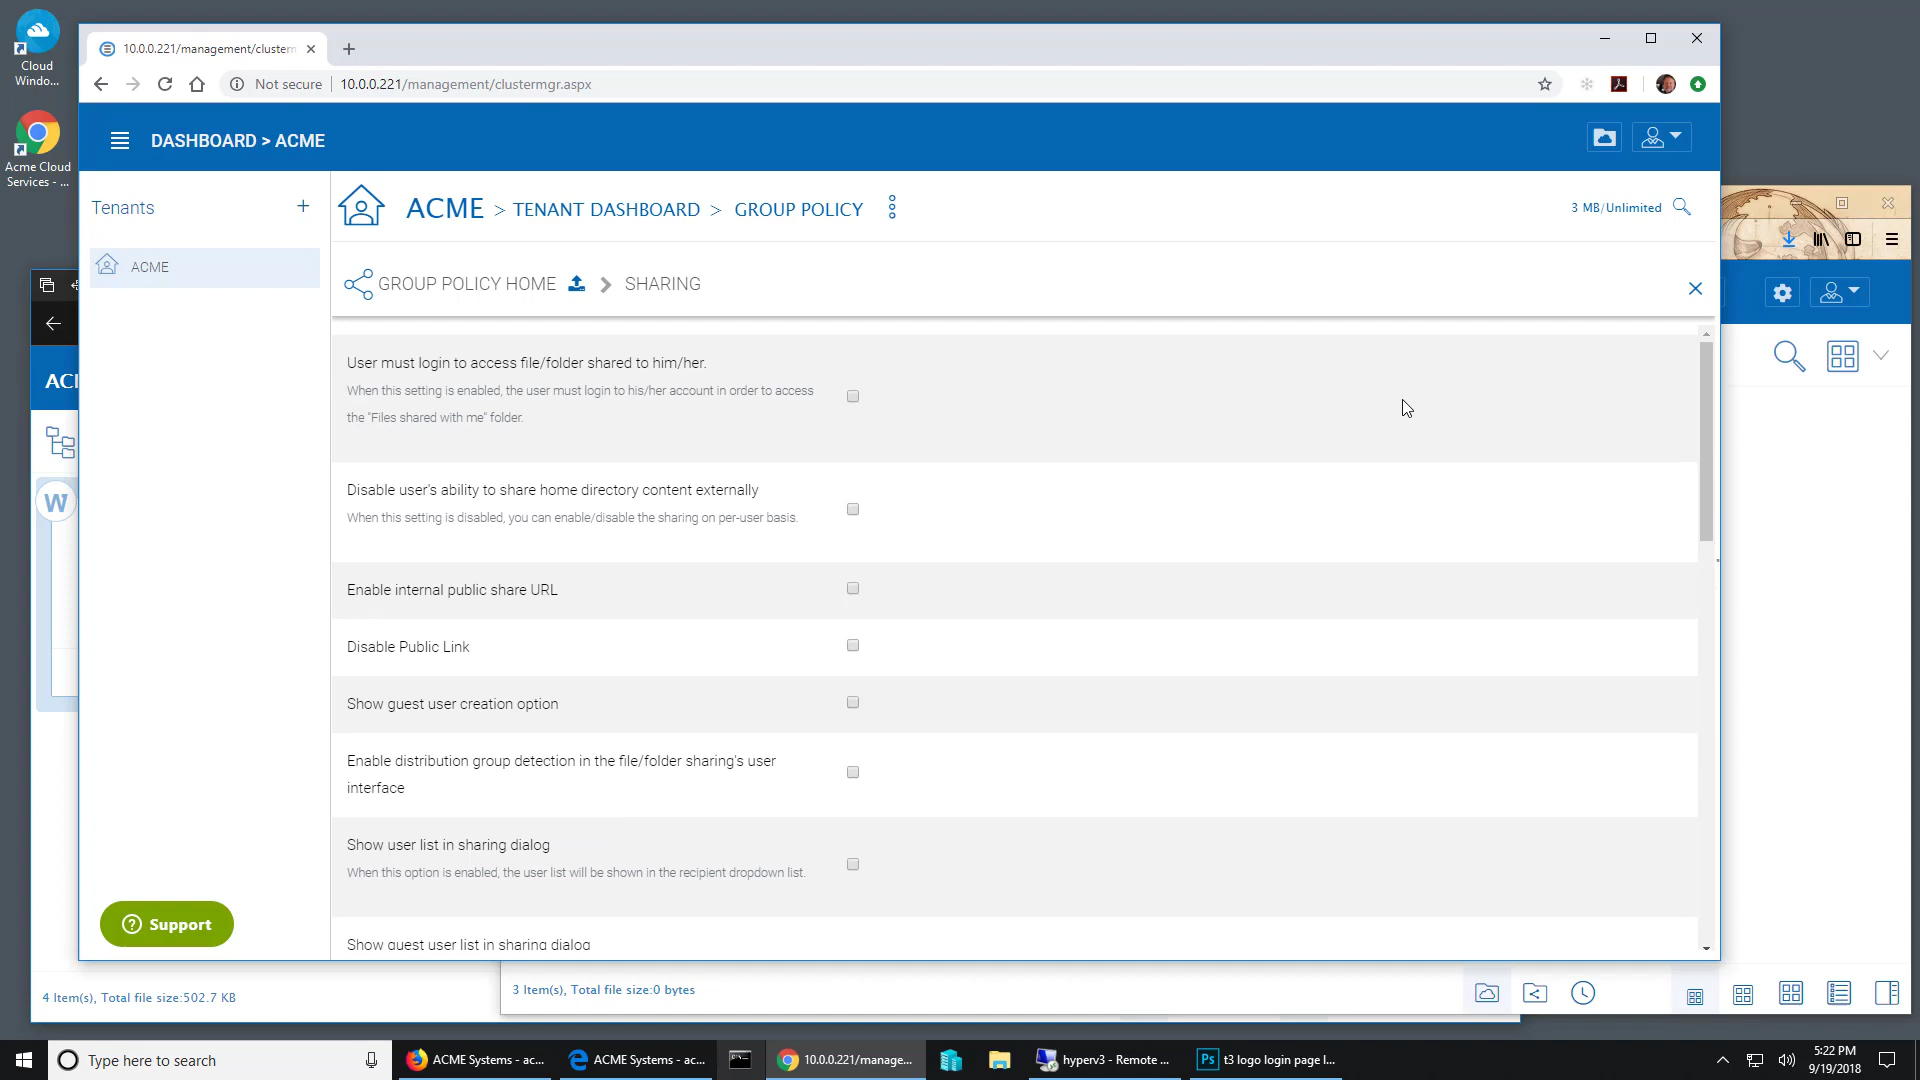 Cloud
Windo...
Acme Cloud
Services - ...
10.0.0.221/management/cluster
Not secure
10.0.0.221/management/clustermgr.aspx
DASHBOARD > ACME
Tenants
+
ACME
ACME > TENANT DASHBOARD > GROUP POLICY
3 MB/Unlimited
GROUP POLICY HOME
SHARING
User must login to access file/folder shared to him/her.
When this setting is enabled, the user must login to his/her account in order to access
the "Files shared with me" folder.
Disable user's ability to share home directory content externally
When this setting is disabled, you can enable/disable the sharing on per-user basis.
Enable internal public share URL
Disable Public Link
Show guest user creation option
Enable distribution group detection in the file/folder sharing's user
interface
Show user list in sharing dialog
When this option is enabled, the user list will be shown in the recipient dropdown list.
Show guest user list in sharing dialog
Support
W
4 Item(s), Total file size:502.7 KB
3 Item(s), Total file size:0 bytes
Type here to search
ACME Systems - ac...
ACME Systems - ac...
10.0.0.221/manage...
hyperv3 - Remote ...
Ps
t3 logo login page l...
5:22 PM
9/19/2018